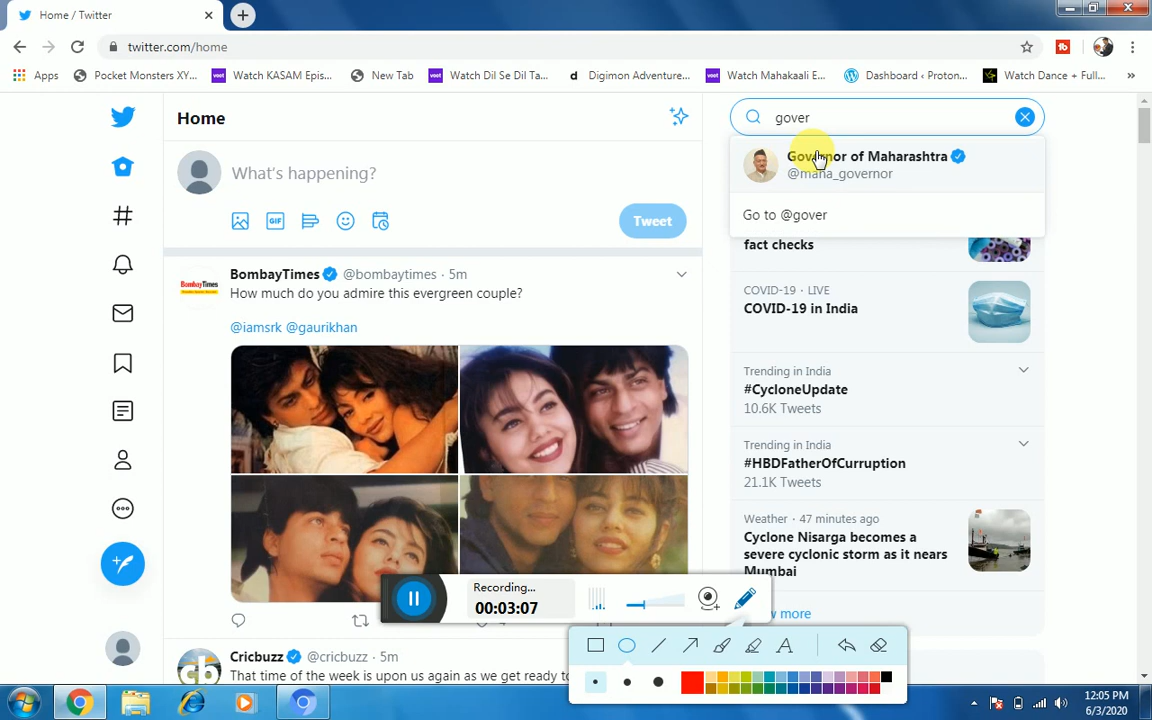 Home / Twitter
twitter.com/home
Apps
Pocket Monsters XY...
Watch KASAM Epis...
New Tab
Watch Dil Se Dil Ta...
Digimon Adventure...
Watch Mahakaali E...
Dashboard ‹ Proton...
Watch Dance + Full...
»
Home
What's happening?
GIF
Tweet
BombayTimes @bombaytimes · 5m
How much do you admire this evergreen couple?
@iamsrk @gaurikhan
Cricbuzz @cricbuzz · 5m
That time of the week is upon us again as we get ready to
gover
Governor of Maharashtra
@maha_governor
Go to @gover
fact checks
COVID-19 · LIVE
COVID-19 in India
Trending in India
#CycloneUpdate
10.6K Tweets
Trending in India
#HBDFatherOfCurruption
21.1K Tweets
Weather · 47 minutes ago
Cyclone Nisarga becomes a
severe cyclonic storm as it nears
Mumbai
more
Recording...
00:03:07
A
12:05 PM
6/3/2020